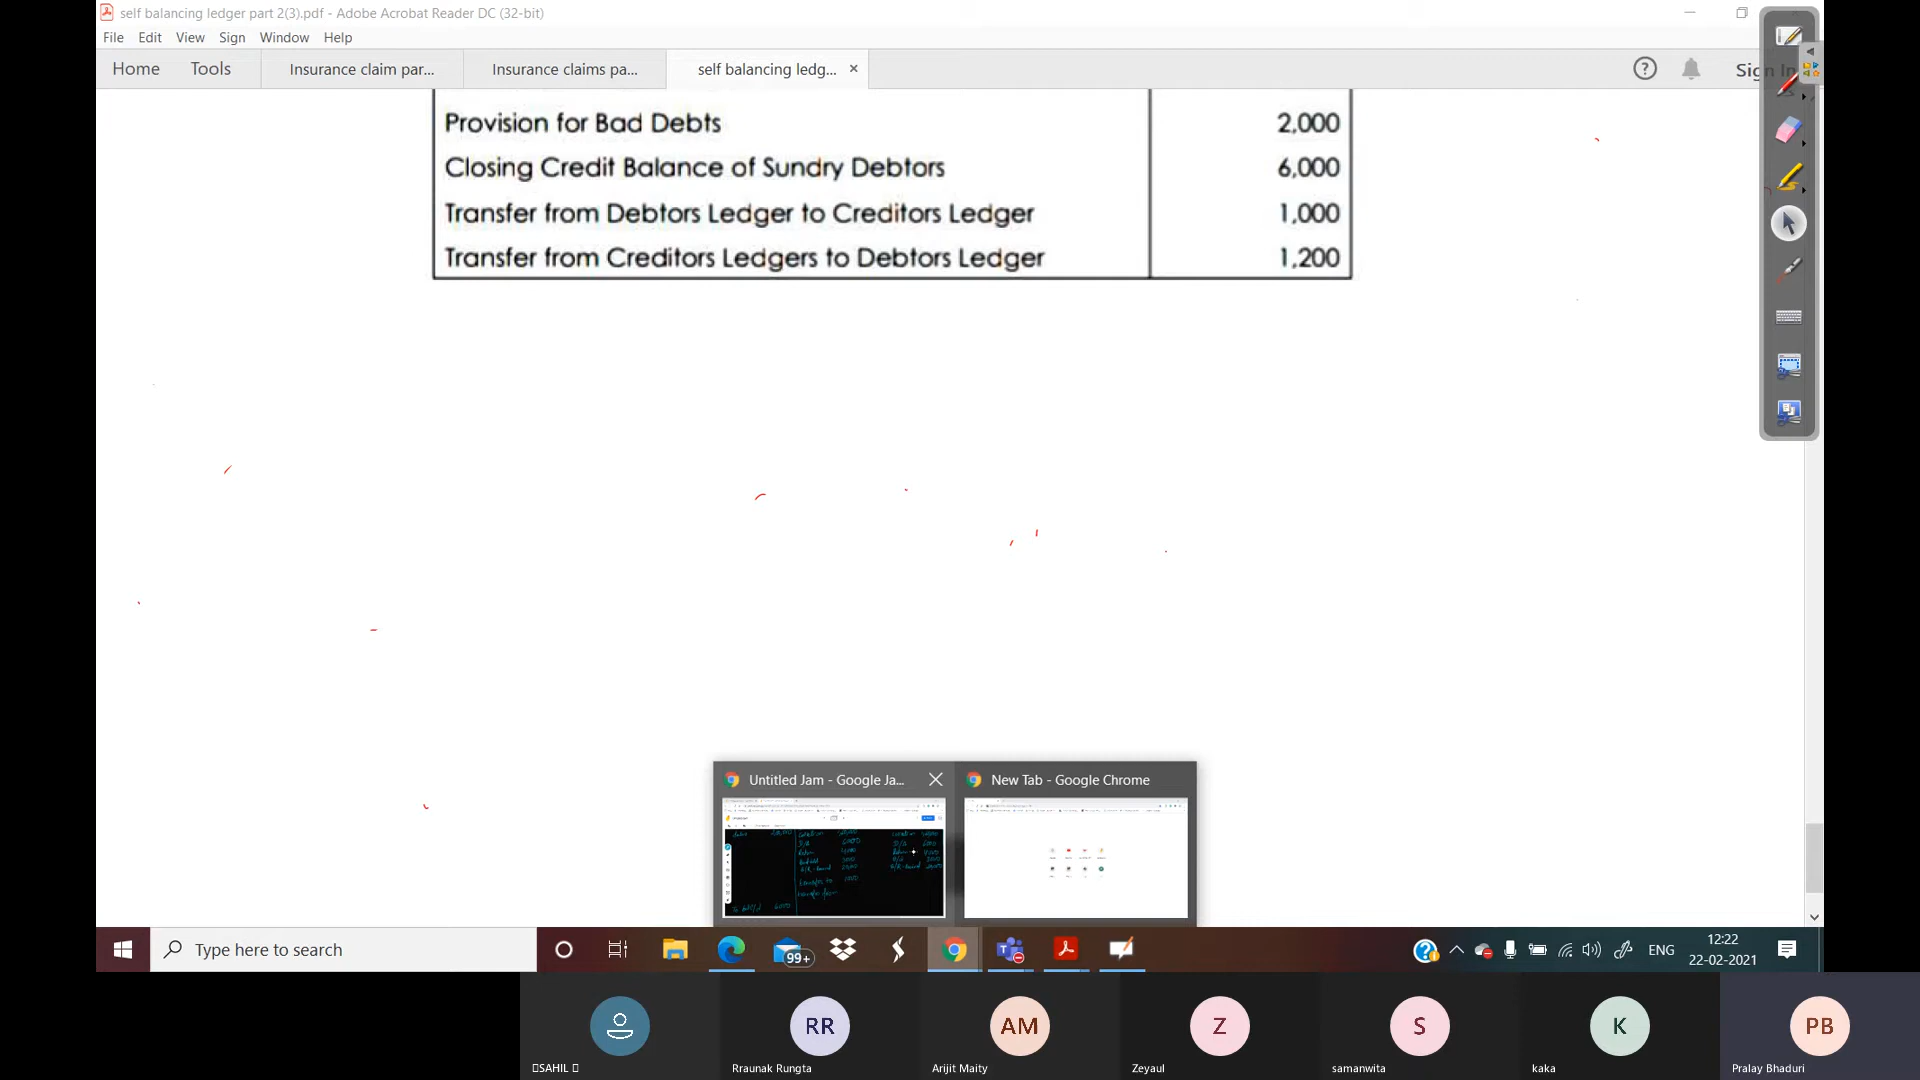 self balancing ledger part 2(3).pdf - Adobe Acrobat Reader DC (32-bit)
File Edit View Sign Window Help
Home Tools Insurance claim par... Insurance claims pa... self balancing ledg... Sign In
Provision for Bad Debts 2,000
Closing Credit Balance of Sundry Debtors 6,000
Transfer from Debtors Ledger to Creditors Ledger 1,000
Transfer from Creditors Ledgers to Debtors Ledger 1,200
Untitled Jam - Google Ja... New Tab - Google Chrome
Type here to search
99+
ENG
12:22
22-02-2021
RR AM Z S K PB
SAHIL
Rraunak Rungta
Arijit Maity
Zeyaul
samanwita
kaka
Pralay Bhaduri